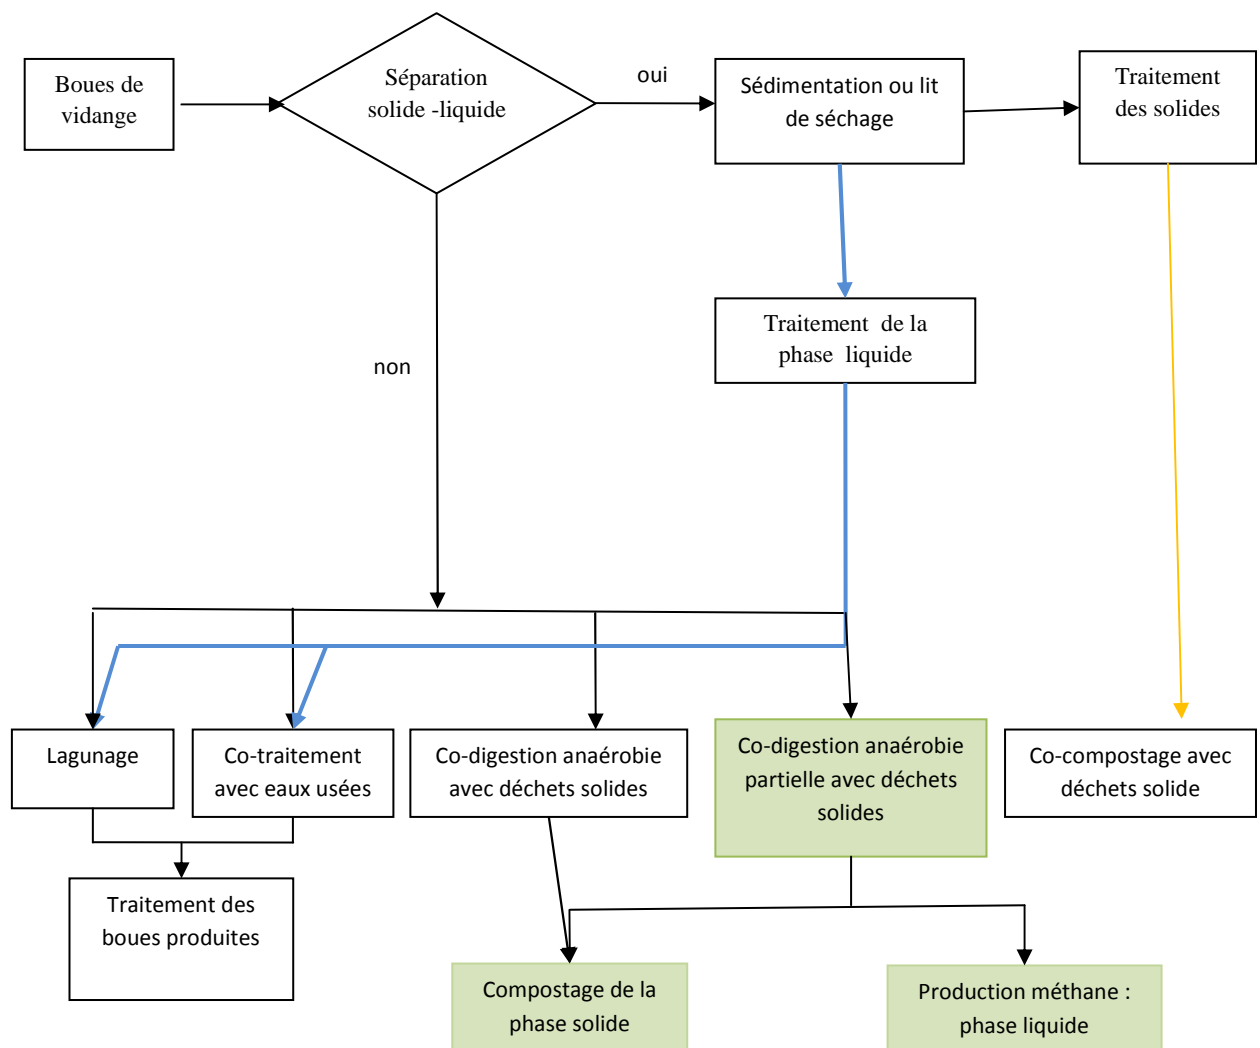 Boues de
vidange
Séparation
solide -liquide
oui
Sédimentation ou lit
de séchage
Traitement
des solides
Traitement de la
phase liquide
non
Lagunage
Co-traitement
avec eaux usées
Co-digestion anaérobie
avec déchets solides
Co-digestion anaérobie
partielle avec déchets
solides
Co-compostage avec
déchets solide
Traitement des
boues produites
Compostage de la
phase solide
Production méthane :
phase liquide